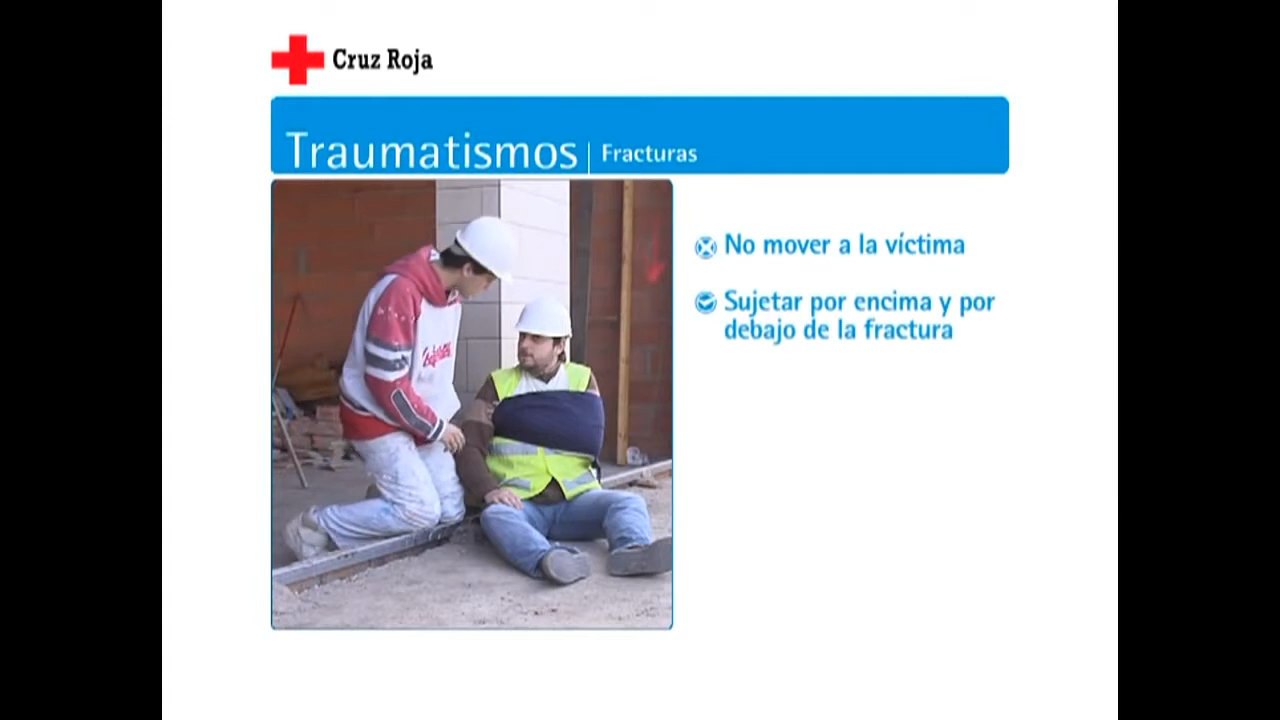 Cruz Roja
Traumatismos | Fracturas
No mover a la víctima
Sujetar por encima y por
debajo de la fractura